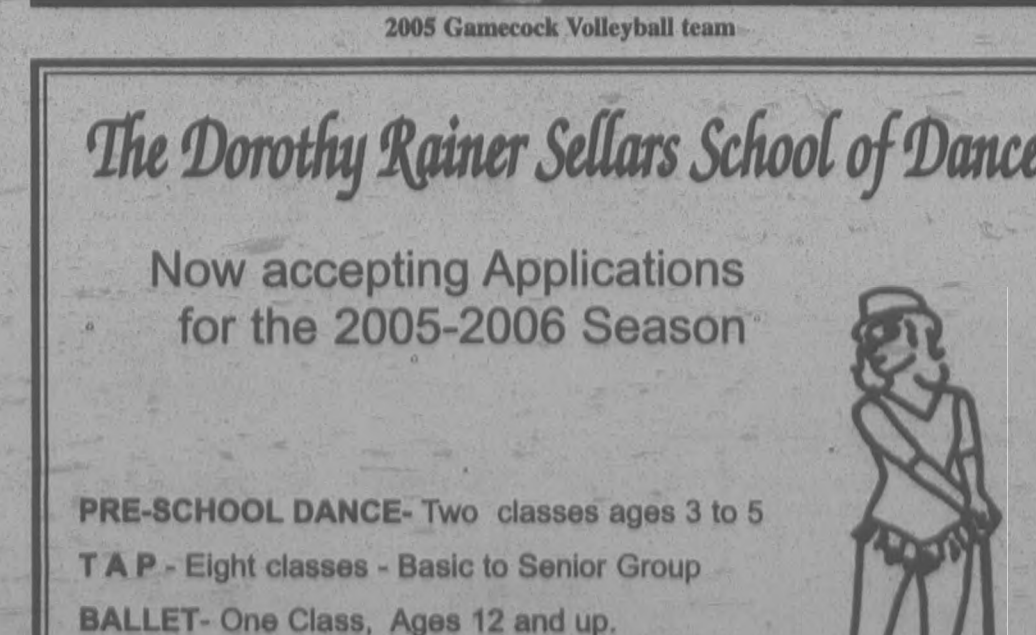 2005 Gamecock Volleyball team
The Dorothy Rainer Sellars School of Dance
Now accepting Applications
for the 2005-2006 Season
PRE-SCHOOL DANCE- Two classes ages 3 to 5
T A P - Eight classes - Basic to Senior Group
BALLET- One Class, Ages 12 and up.